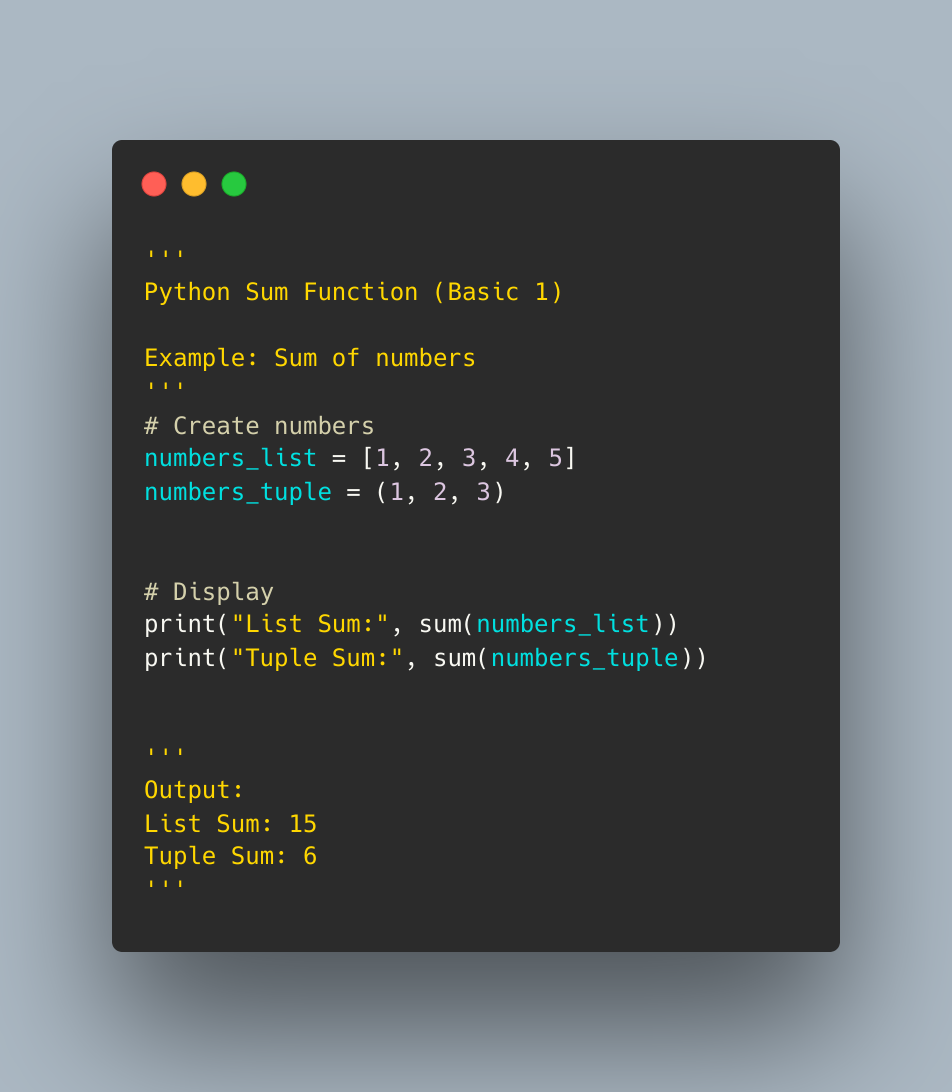 '''
Python Sum Function (Basic 1)
Example: Sum of numbers
'''
# Create numbers
numbers_list = [1, 2, 3, 4, 5]
numbers_tuple = (1, 2, 3)
# Display
print("List Sum:", sum(numbers_list))
print("Tuple Sum:", sum(numbers_tuple))
'''
Output:
List Sum: 15
Tuple Sum: 6
'''